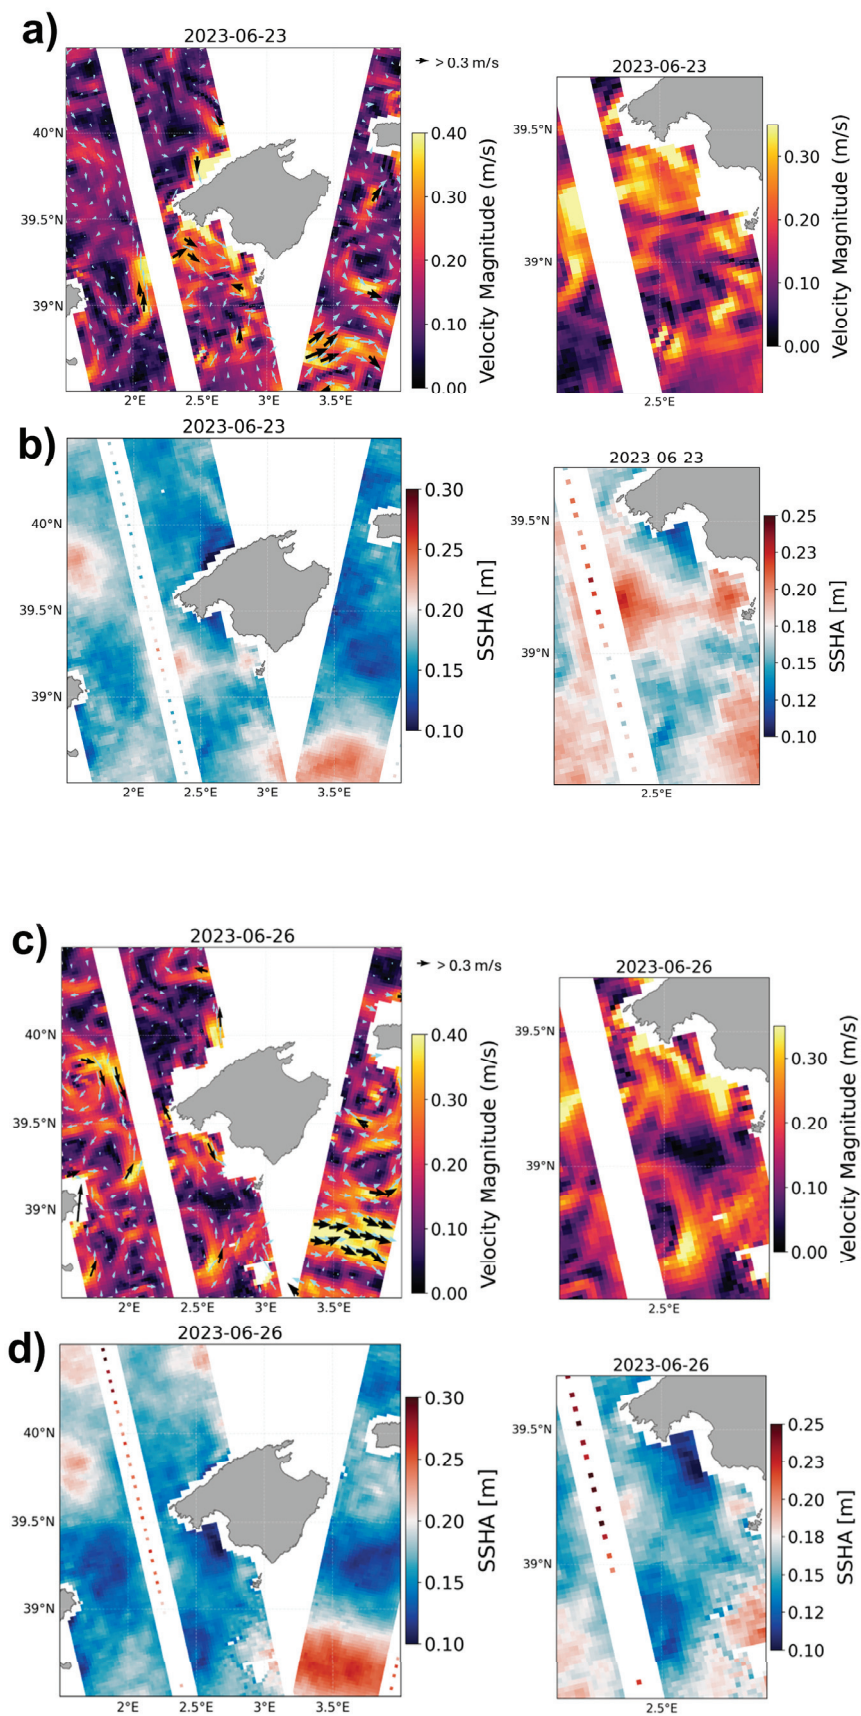 a)
2023-06-23
> 0.3 m/s
40°N
39.5°N
39°N
2°E
2.5°E
3°E
3.5°E
0.40
0.30
0.20
0.10
0.00
Velocity Magnitude (m/s)
2023-06-23
39.5°N
39°N
2.5°E
0.30
0.20
0.10
0.00
Velocity Magnitude (m/s)
b)
2023-06-23
40°N
39.5°N
39°N
2°E
2.5°E
3°E
3.5°E
0.30
0.25
0.20
0.15
0.10
SSHA [m]
2023 06 23
39.5°N
39°N
2.5°E
0.25
0.23
0.20
0.18
0.15
0.12
0.10
SSHA [m]
c)
2023-06-26
> 0.3 m/s
40°N
39.5°N
39°N
2°E
2.5°E
3°E
3.5°E
0.40
0.30
0.20
0.10
0.00
Velocity Magnitude (m/s)
2023-06-26
39.5°N
39°N
2.5°E
0.30
0.20
0.10
0.00
Velocity Magnitude (m/s)
d)
2023-06-26
40°N
39.5°N
39°N
2°E
2.5°E
3°E
3.5°E
0.30
0.25
0.20
0.15
0.10
SSHA [m]
2023-06-26
39.5°N
39°N
2.5°E
0.25
0.23
0.20
0.18
0.15
0.12
0.10
SSHA [m]